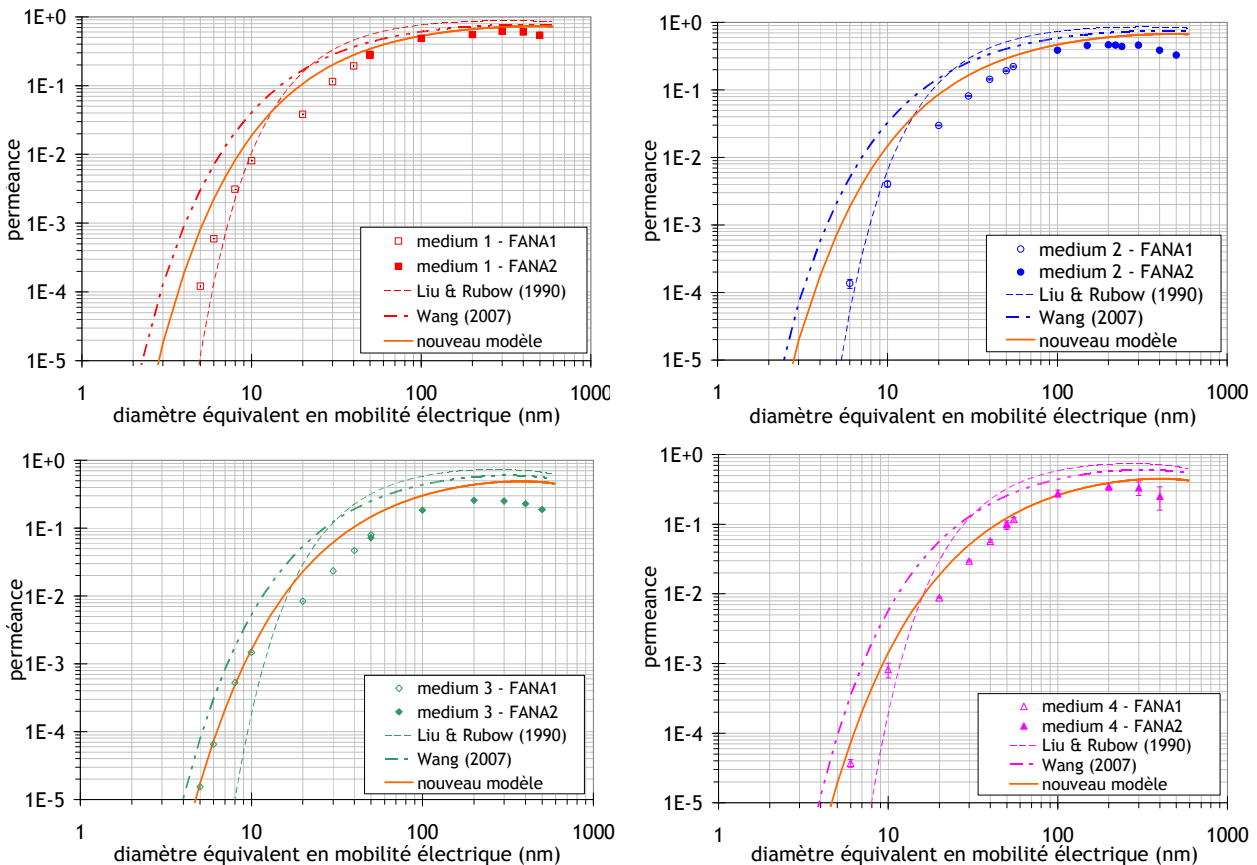 1E+0
1E-1
1E-2
1E-3
1E-4
1E-5
perméance
1
10
100
1000
diamètre équivalent en mobilité électrique (nm)
medium 1 - FANA1
medium 1 - FANA2
Liu & Rubow (1990)
Wang (2007)
nouveau modèle
1E+0
1E-1
1E-2
1E-3
1E-4
1E-5
perméance
1
10
100
1000
diamètre équivalent en mobilité électrique (nm)
medium 2 - FANA1
medium 2 - FANA2
Liu & Rubow (1990)
Wang (2007)
nouveau modèle
1E+0
1E-1
1E-2
1E-3
1E-4
1E-5
perméance
1
10
100
1000
diamètre équivalent en mobilité électrique (nm)
medium 3 - FANA1
medium 3 - FANA2
Liu & Rubow (1990)
Wang (2007)
nouveau modèle
1E+0
1E-1
1E-2
1E-3
1E-4
1E-5
perméance
1
10
100
1000
diamètre équivalent en mobilité électrique (nm)
medium 4 - FANA1
medium 4 - FANA2
Liu & Rubow (1990)
Wang (2007)
nouveau modèle